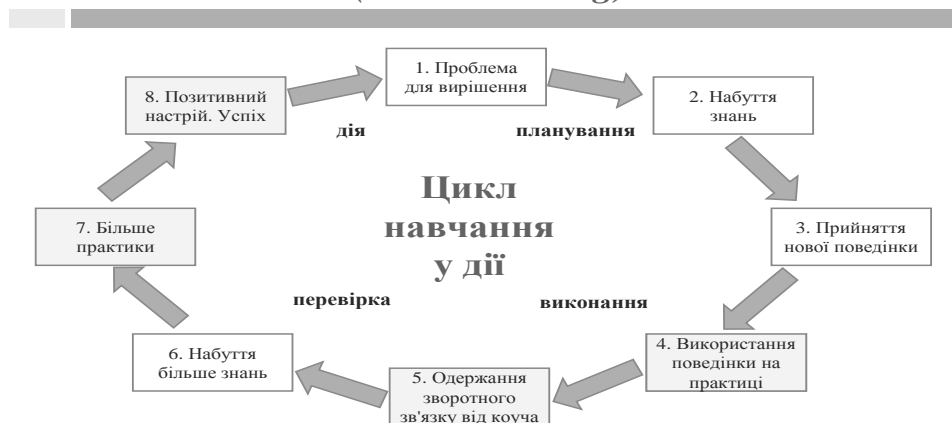 1. Проблема
для вирішення
2. Набуття
знань
3. Прийняття
нової поведінки
4. Використання
поведінки на
практиці
5. Одержання
зворотного
зв'язку від коуча
6. Набуття
більше знань
7. Більше
практики
8. Позитивний
настрій. Успіх
дія
планування
Цикл
навчання
у дії
перевірка
виконання